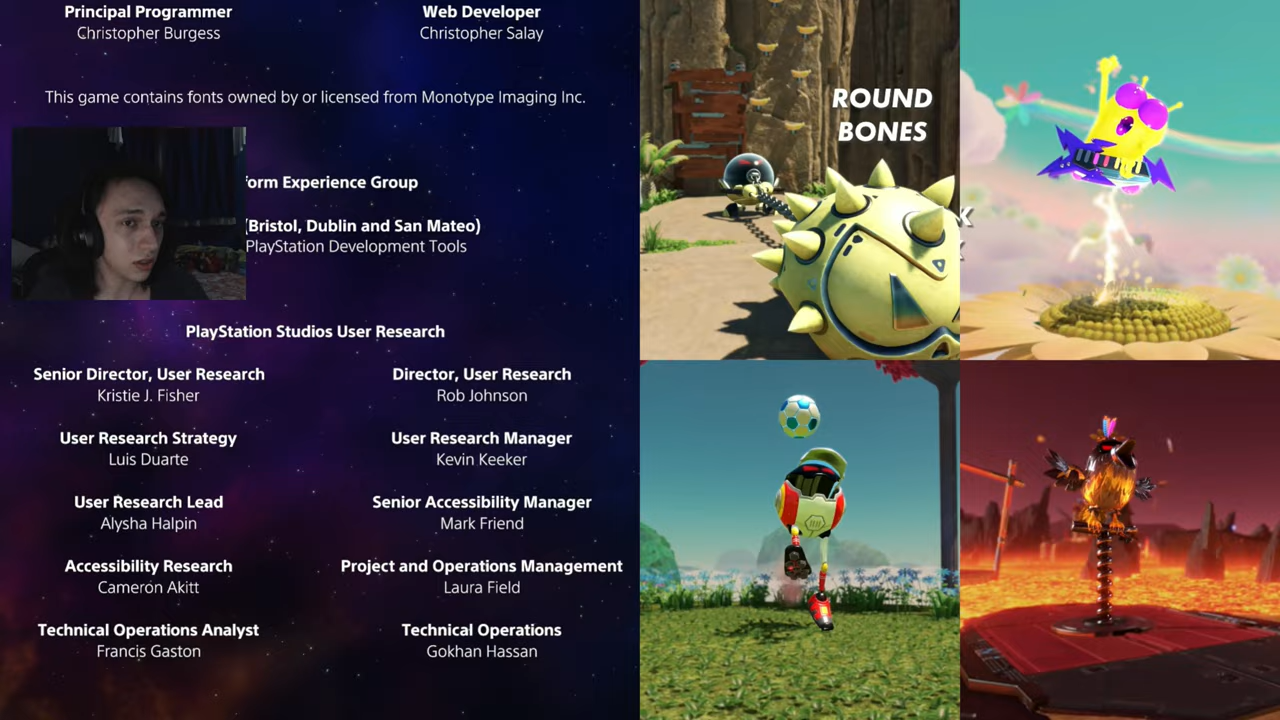 Principal Programmer
Christopher Burgess
Web Developer
Christopher Salay
This game contains fonts owned by or licensed from Monotype Imaging Inc.
Experience Group
(Bristol, Dublin and San Mateo)
PlayStation Development Tools
PlayStation Studios User Research
Senior Director, User Research
Kristie J. Fisher
Director, User Research
Rob Johnson
User Research Strategy
Luis Duarte
User Research Manager
Kevin Keeker
User Research Lead
Alysha Halpin
Senior Accessibility Manager
Mark Friend
Accessibility Research
Cameron Akitt
Project and Operations Management
Laura Field
Technical Operations Analyst
Francis Gaston
Technical Operations
Gokhan Hassan
ROUND
BONES